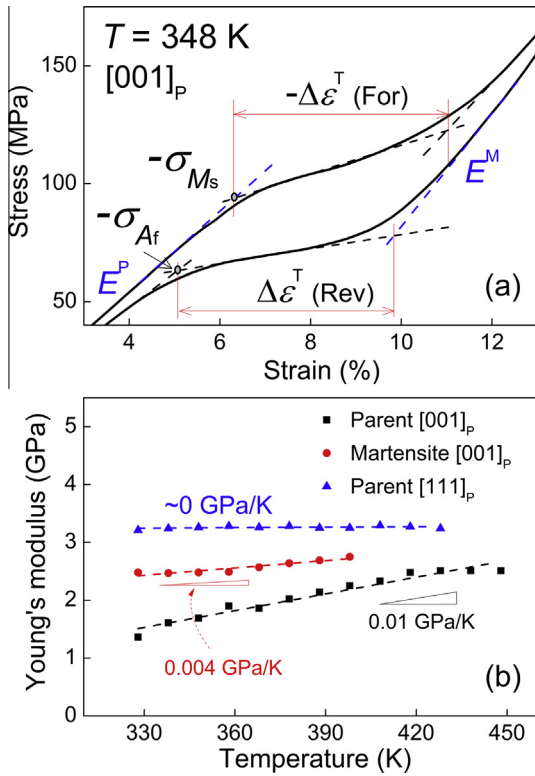 T = 348 K
[001]P
-Δε^T (For)
-σMs
-σAf
E^P
E^M
Δε^T (Rev)
(a)
Stress (MPa)
150
100
50
4 6 8 10 12
Strain (%)
Parent [001]P
Martensite [001]P
Parent [111]P
~0 GPa/K
0.01 GPa/K
0.004 GPa/K
(b)
Young's modulus (GPa)
5
4
3
2
1
0
330 360 390 420 450
Temperature (K)